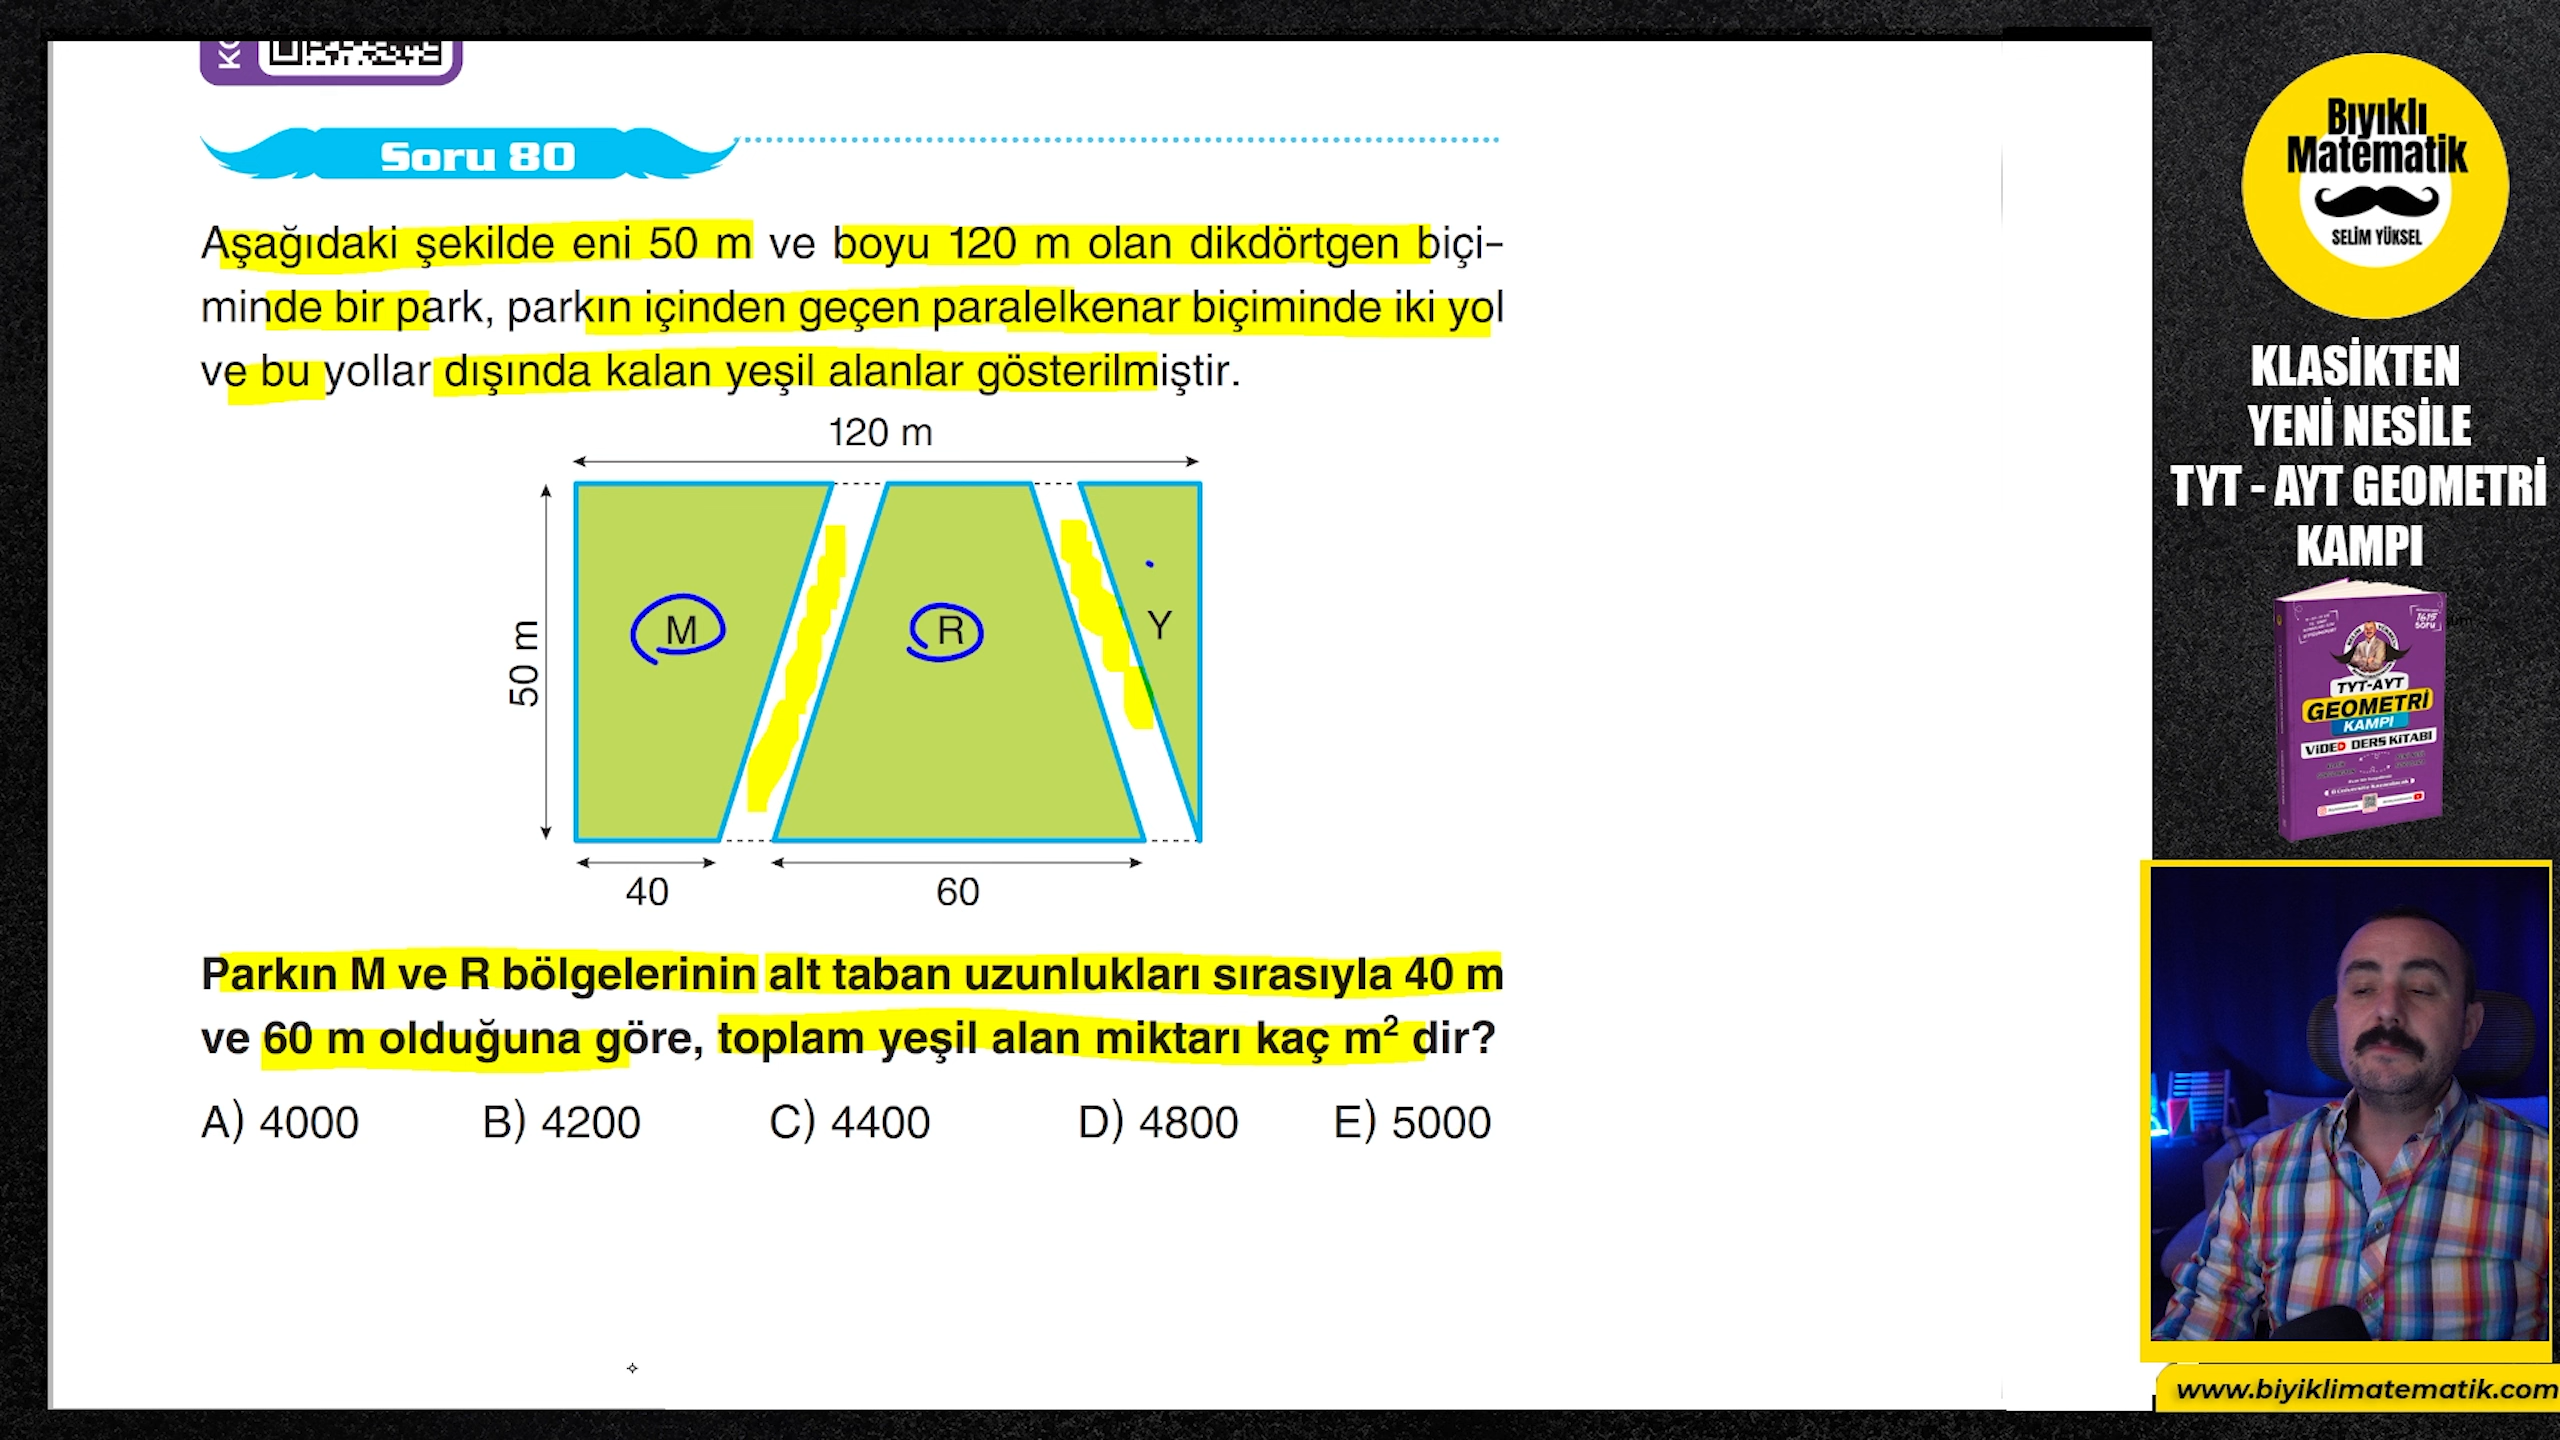 Soru 80
Aşağıdaki şekilde eni 50 m ve boyu 120 m olan dikdörtgen biçi-
minde bir park, parkın içinden geçen paralelkenar biçiminde iki yol
ve bu yollar dışında kalan yeşil alanlar gösterilmiştir.
120 m
50 m
M
R
Y
40
60
Parkın M ve R bölgelerinin alt taban uzunlukları sırasıyla 40 m
ve 60 m olduğuna göre, toplam yeşil alan miktarı kaç m² dir?
A) 4000 B) 4200 C) 4400 D) 4800 E) 5000
Bıyıklı
Matematik
SELİM YÜKSEL
KLASİKTEN
YENİ NESİLE
TYT - AYT GEOMETRİ
KAMPI
TYT-AYT
GEOMETRİ
KAMPI
VİDEO DERS KİTABI
www.biyiklimatematik.com